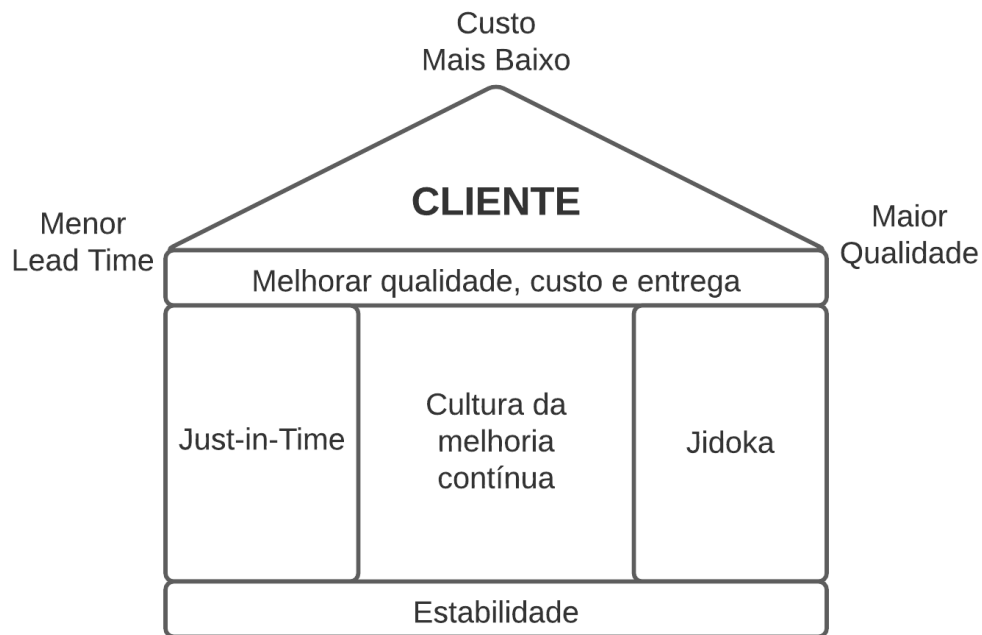 Custo
Mais Baixo
CLIENTE
Menor
Lead Time
Maior
Qualidade
Melhorar qualidade, custo e entrega
Just-in-Time
Cultura da
melhoria
contínua
Jidoka
Estabilidade